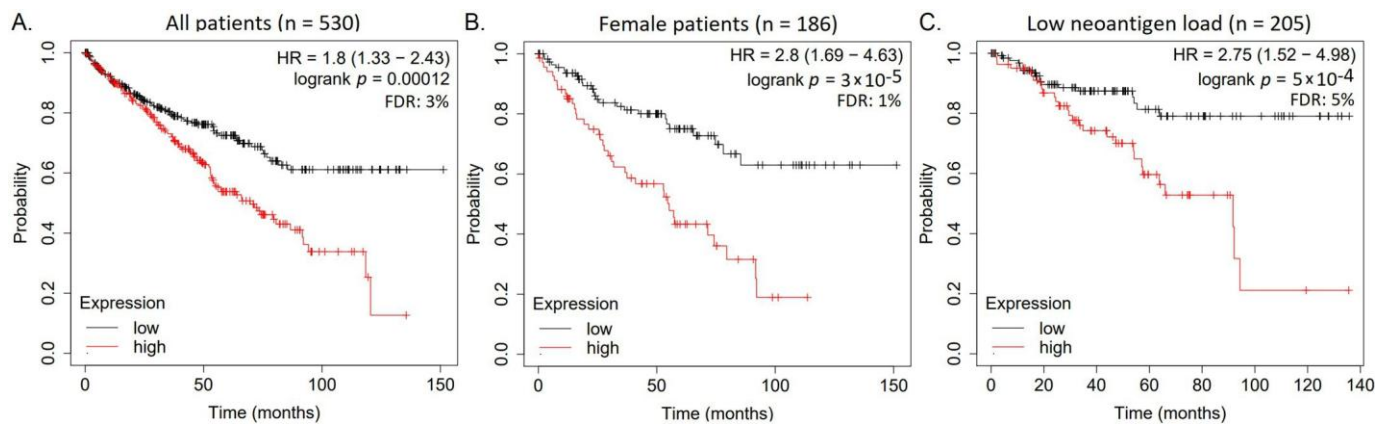 A.
All patients (n = 530)
HR = 1.8 (1.33 – 2.43)
logrank p = 0.00012
FDR: 3%
Probability
1.0
0.8
0.6
0.4
0.2
0.0
Expression
low
high
0 50 100 150
Time (months)
B.
Female patients (n = 186)
HR = 2.8 (1.69 – 4.63)
logrank p = 3×10-5
FDR: 1%
Probability
1.0
0.8
0.6
0.4
0.2
0.0
Expression
low
high
0 50 100 150
Time (months)
C.
Low neoantigen load (n = 205)
HR = 2.75 (1.52 – 4.98)
logrank p = 5×10-4
FDR: 5%
Probability
1.0
0.8
0.6
0.4
0.2
0.0
Expression
low
high
0 20 40 60 80 100 120 140
Time (months)